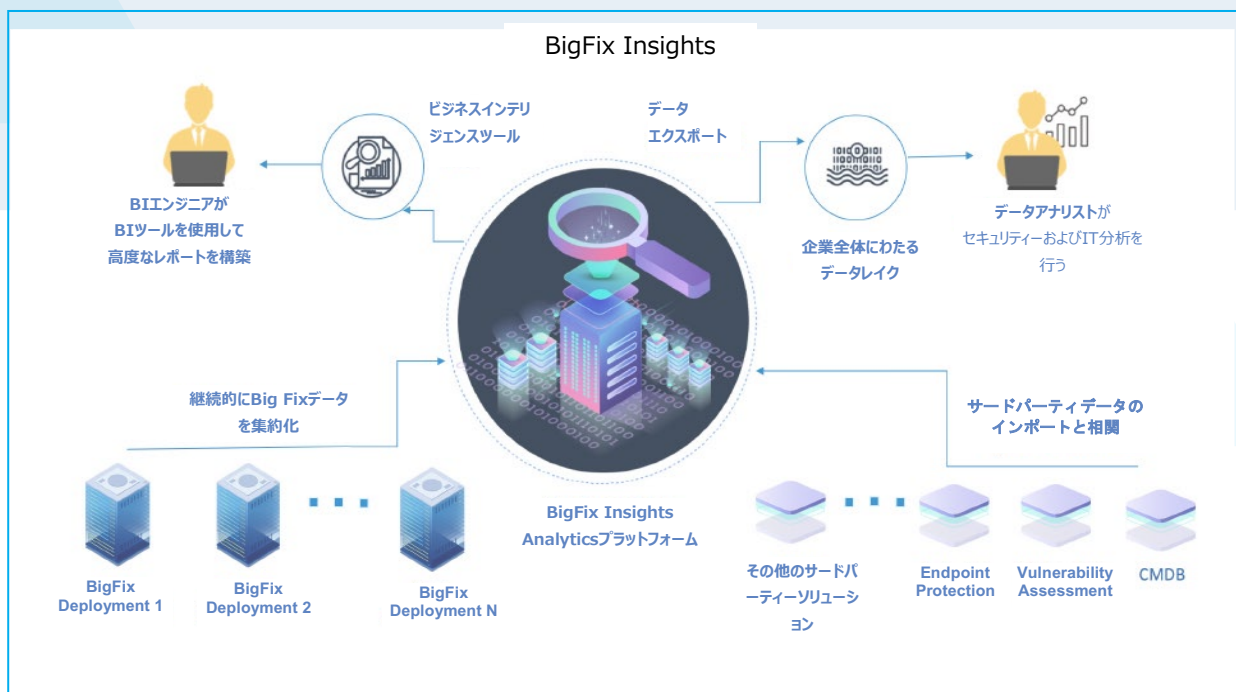 BigFix Insights
ビジネスインテリ
ジェンスツール
データ
エクスポート
BIエンジニアが
BIツールを使用して
高度なレポートを構築
企業全体にわたる
データレイク
データアナリストが
セキュリティーおよびIT分析を
行う
継続的にBig Fixデータ
を集約化
サードパーティデータの
インポートと相関
BigFix Insights
Analyticsプラットフォーム
BigFix
Deployment 1
BigFix
Deployment 2
BigFix
Deployment N
その他のサードパ
ーティーソリューシ
ョン
Endpoint
Protection
Vulnerability
Assessment
CMDB